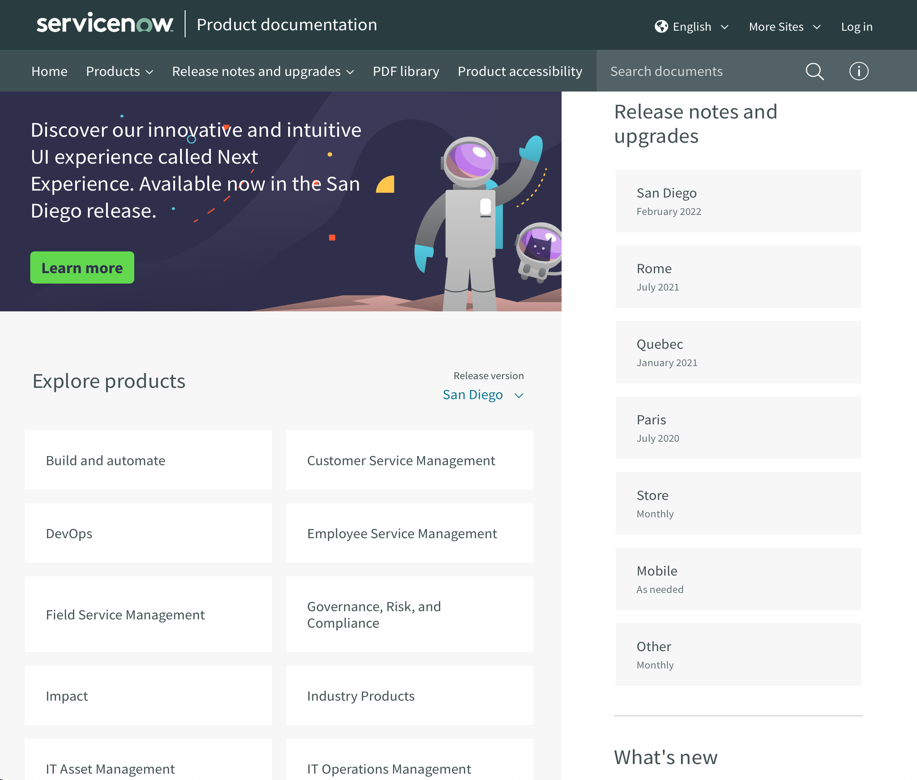 servicenow. Product documentation
English
More Sites
Log in
Home
Products
Release notes and upgrades
PDF library
Product accessibility
Search documents
Discover our innovative and intuitive
UI experience called Next
Experience. Available now in the San
Diego release.
Learn more
Explore products
Release version
San Diego
Build and automate
Customer Service Management
DevOps
Employee Service Management
Field Service Management
Governance, Risk, and
Compliance
Impact
Industry Products
IT Asset Management
IT Operations Management
Release notes and
upgrades
San Diego
February 2022
Rome
July 2021
Quebec
January 2021
Paris
July 2020
Store
Monthly
Mobile
As needed
Other
Monthly
What's new